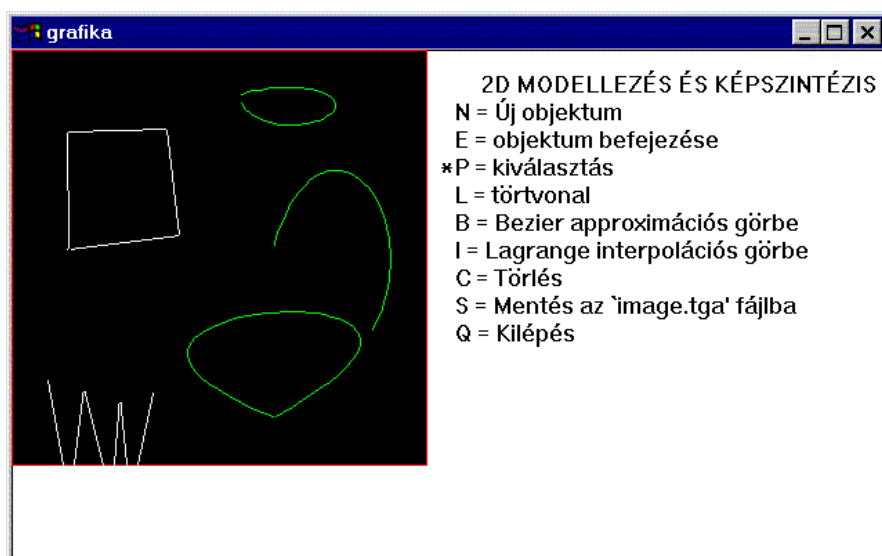 grafika
2D MODELLEZÉS ÉS KÉPSZINTÉZIS
N = Új objektum
E = objektum befejezése
*P = kiválasztás
L = törtvonal
B = Bezier approximációs görbe
I = Lagrange interpolációs görbe
C = Törlés
S = Mentés az `image.tga' fájlba
Q = Kilépés